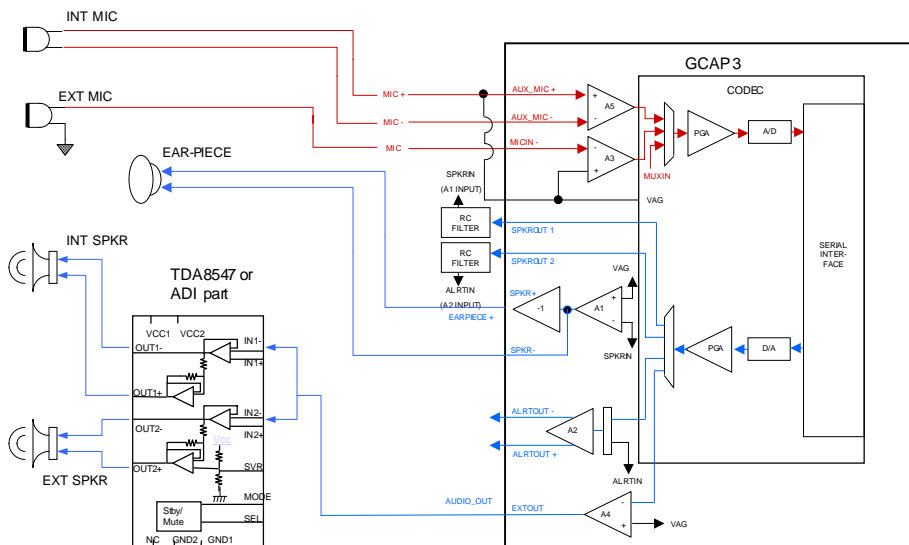 INT MIC
GCAP 3
CODEC
EXT MIC
MIC +
AUX_MIC +
+
A5
-
MIC -
AUX_MIC -
PGA
A/D
MIC
MICIN -
-
A3
+
EAR-PIECE
MUXIN
SPKRIN
(A1 INPUT)
VAG
RC
FILTER
SPKROUT 1
INT SPKR
SERIAL
INTER-
FACE
RC
FILTER
SPKROUT 2
TDA8547 or
ADI part
VAG
ALRTIN
(A2 INPUT)
SPKR+
-1
A1
+
-
EARPIECE +
VCC1
VCC2
OUT1-
IN1-
IN1+
SPKR-
SPKRIN
PGA
D/A
OUT1+
IN2-
OUT2-
IN2+
Vcc
ALRTOUT -
A2
ALRTOUT +
OUT2+
SVR
EXT SPKR
ALRTIN
MODE
AUDIO_OUT
EXTOUT
-
A4
+
VAG
Stby/
Mute
SEL
NC
GND2
GND1